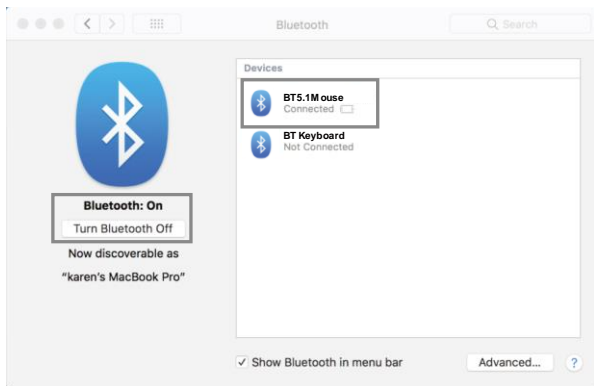 Bluetooth
Search
Devices
BT5.1Mouse
Connected
BT Keyboard
Not Connected
Bluetooth: On
Turn Bluetooth Off
Now discoverable as
“karen's MacBook Pro”
Show Bluetooth in menu bar
Advanced...
?